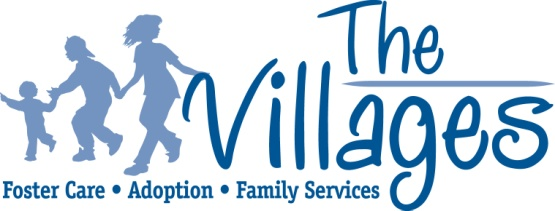 The
Villages
Foster Care • Adoption • Family Services